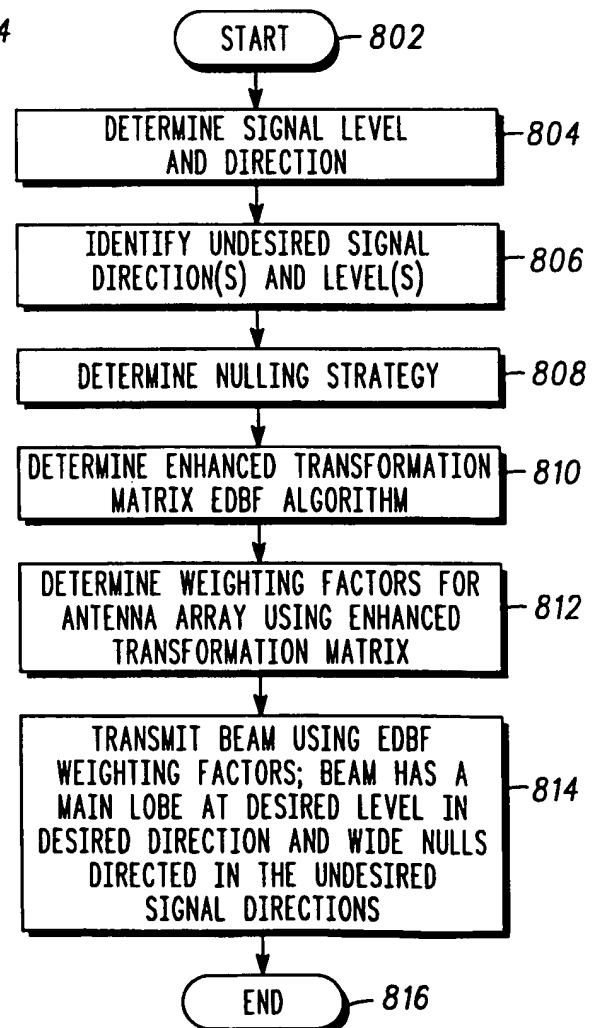 4
START 802
DETERMINE SIGNAL LEVEL
AND DIRECTION
804
IDENTIFY UNDESIRED SIGNAL
DIRECTION(S) AND LEVEL(S)
806
DETERMINE NULLING STRATEGY 808
DETERMINE ENHANCED TRANSFORMATION
MATRIX EDBF ALGORITHM
810
DETERMINE WEIGHTING FACTORS FOR
ANTENNA ARRAY USING ENHANCED
TRANSFORMATION MATRIX
812
TRANSMIT BEAM USING EDBF
WEIGHTING FACTORS; BEAM HAS A
MAIN LOBE AT DESIRED LEVEL IN
DESIRED DIRECTION AND WIDE NULLS
DIRECTED IN THE UNDESIRED
SIGNAL DIRECTIONS
814
END 816